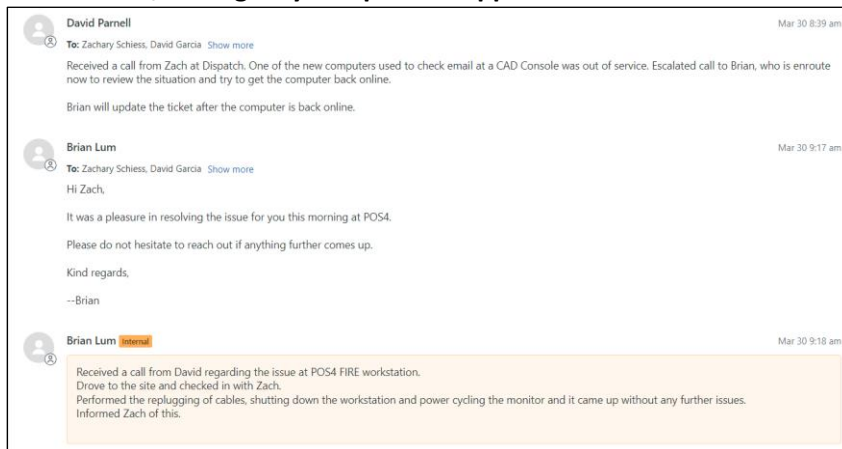 David Parnell
Mar 30 8:39 am
To: Zachary Schiess, David Garcia Show more
Received a call from Zach at Dispatch. One of the new computers used to check email at a CAD Console was out of service. Escalated call to Brian, who is enroute
now to review the situation and try to get the computer back online.
Brian will update the ticket after the computer is back online.
Brian Lum
Mar 30 9:17 am
To: Zachary Schiess, David Garcia Show more
Hi Zach,
It was a pleasure in resolving the issue for you this morning at POS4.
Please do not hesitate to reach out if anything further comes up.
Kind regards,
--Brian
Brian Lum Internal
Mar 30 9:18 am
Received a call from David regarding the issue at POS4 FIRE workstation.
Drove to the site and checked in with Zach.
Performed the replugging of cables, shutting down the workstation and power cycling the monitor and it came up without any further issues.
Informed Zach of this.